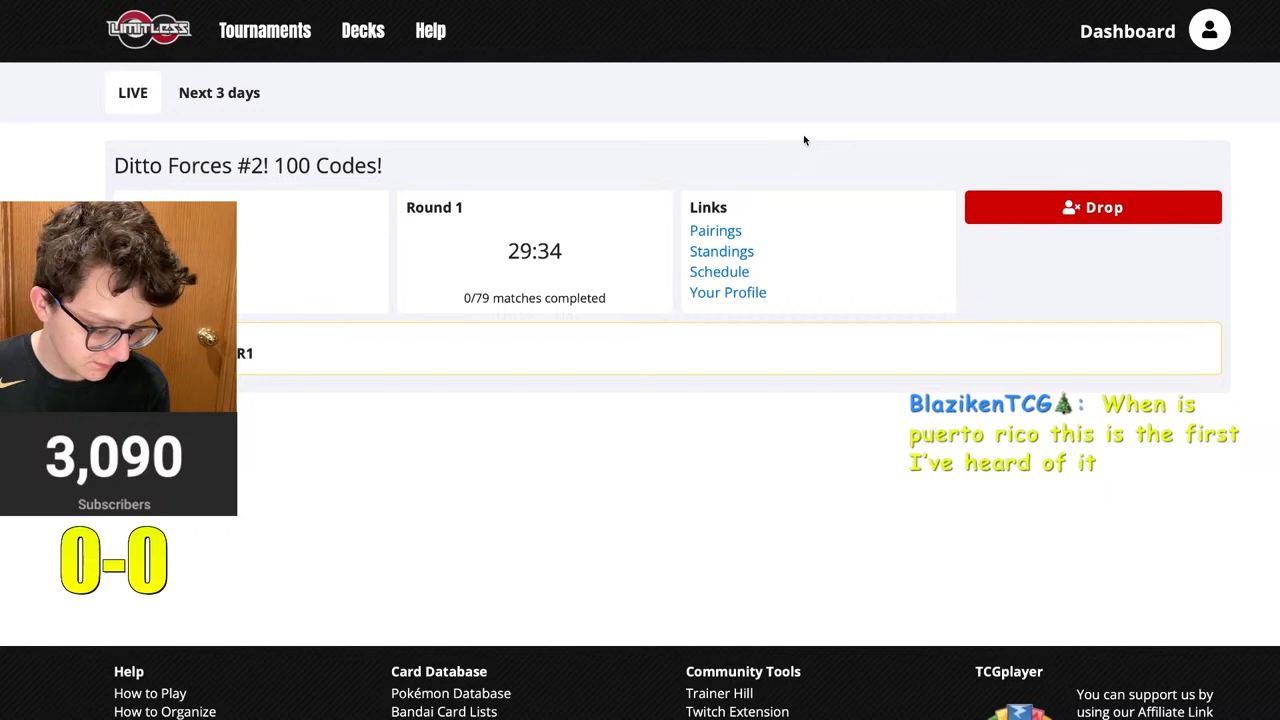 LIMITLESS
Tournaments
Decks
Help
Dashboard
LIVE
Next 3 days
Ditto Forces #2! 100 Codes!
Round 1
29:34
0/79 matches completed
Links
Pairings
Standings
Schedule
Your Profile
Drop
R1
BlazikenTCG🎄: When is
puerto rico this is the first
I've heard of it
3,090
Subscribers
0-0
Help
How to Play
How to Organize
Card Database
Pokémon Database
Bandai Card Lists
Community Tools
Trainer Hill
Twitch Extension
TCGplayer
You can support us by
using our Affiliate Link